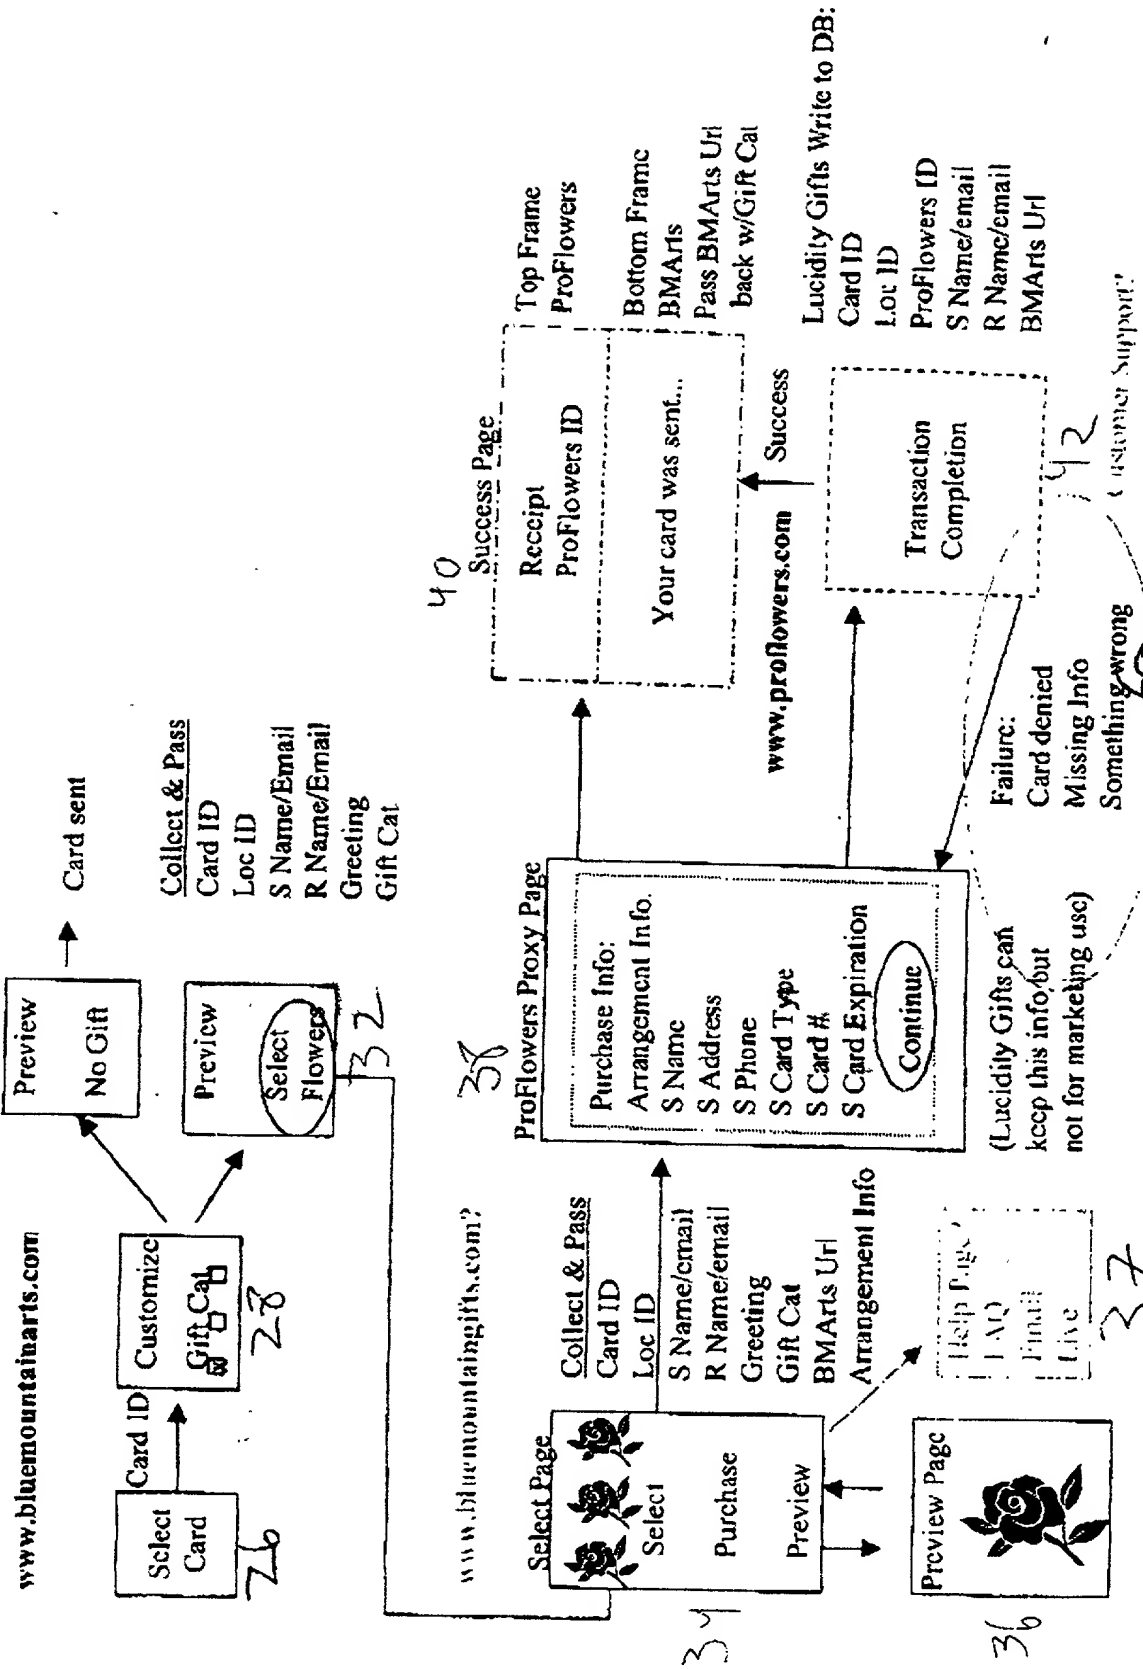 www.bluemountainarts.com
Select
Card
26
Card ID
Customize
Gift Cat
28
Preview
No Gift
Card sent
Preview
Select
Flowers
32
Collect & Pass
Card ID
Loc ID
S Name/Email
R Name/Email
Greeting
Gift Cat
www.bluemountaingifts.com?
Select Page
Select
Purchase
Preview
34
Preview Page
36
Collect & Pass
Card ID
Loc ID
S Name/email
R Name/email
Greeting
Gift Cat
BMArts Url
Arrangement Info
Help Page
FAQ
Email
Live
37
38
ProFlowers Proxy Page
Purchase Info:
Arrangement Info.
S Name
S Address
S Phone
S Card Type
S Card #
S Card Expiration
Continue
(Lucidity Gifts can
keep this info/but
not for marketing use)
40
Success Page
Receipt
ProFlowers ID
Your card was sent...
Top Frame
ProFlowers
Bottom Frame
BMArts
Pass BMArts Url
back w/Gift Cat
www.proflowers.com
Success
Transaction
Completion
42
Lucidity Gifts Write to DB:
Card ID
Loc ID
ProFlowers ID
S Name/email
R Name/email
BMArts Url
Failure:
Card denied
Missing Info
Something wrong
Customer Support?